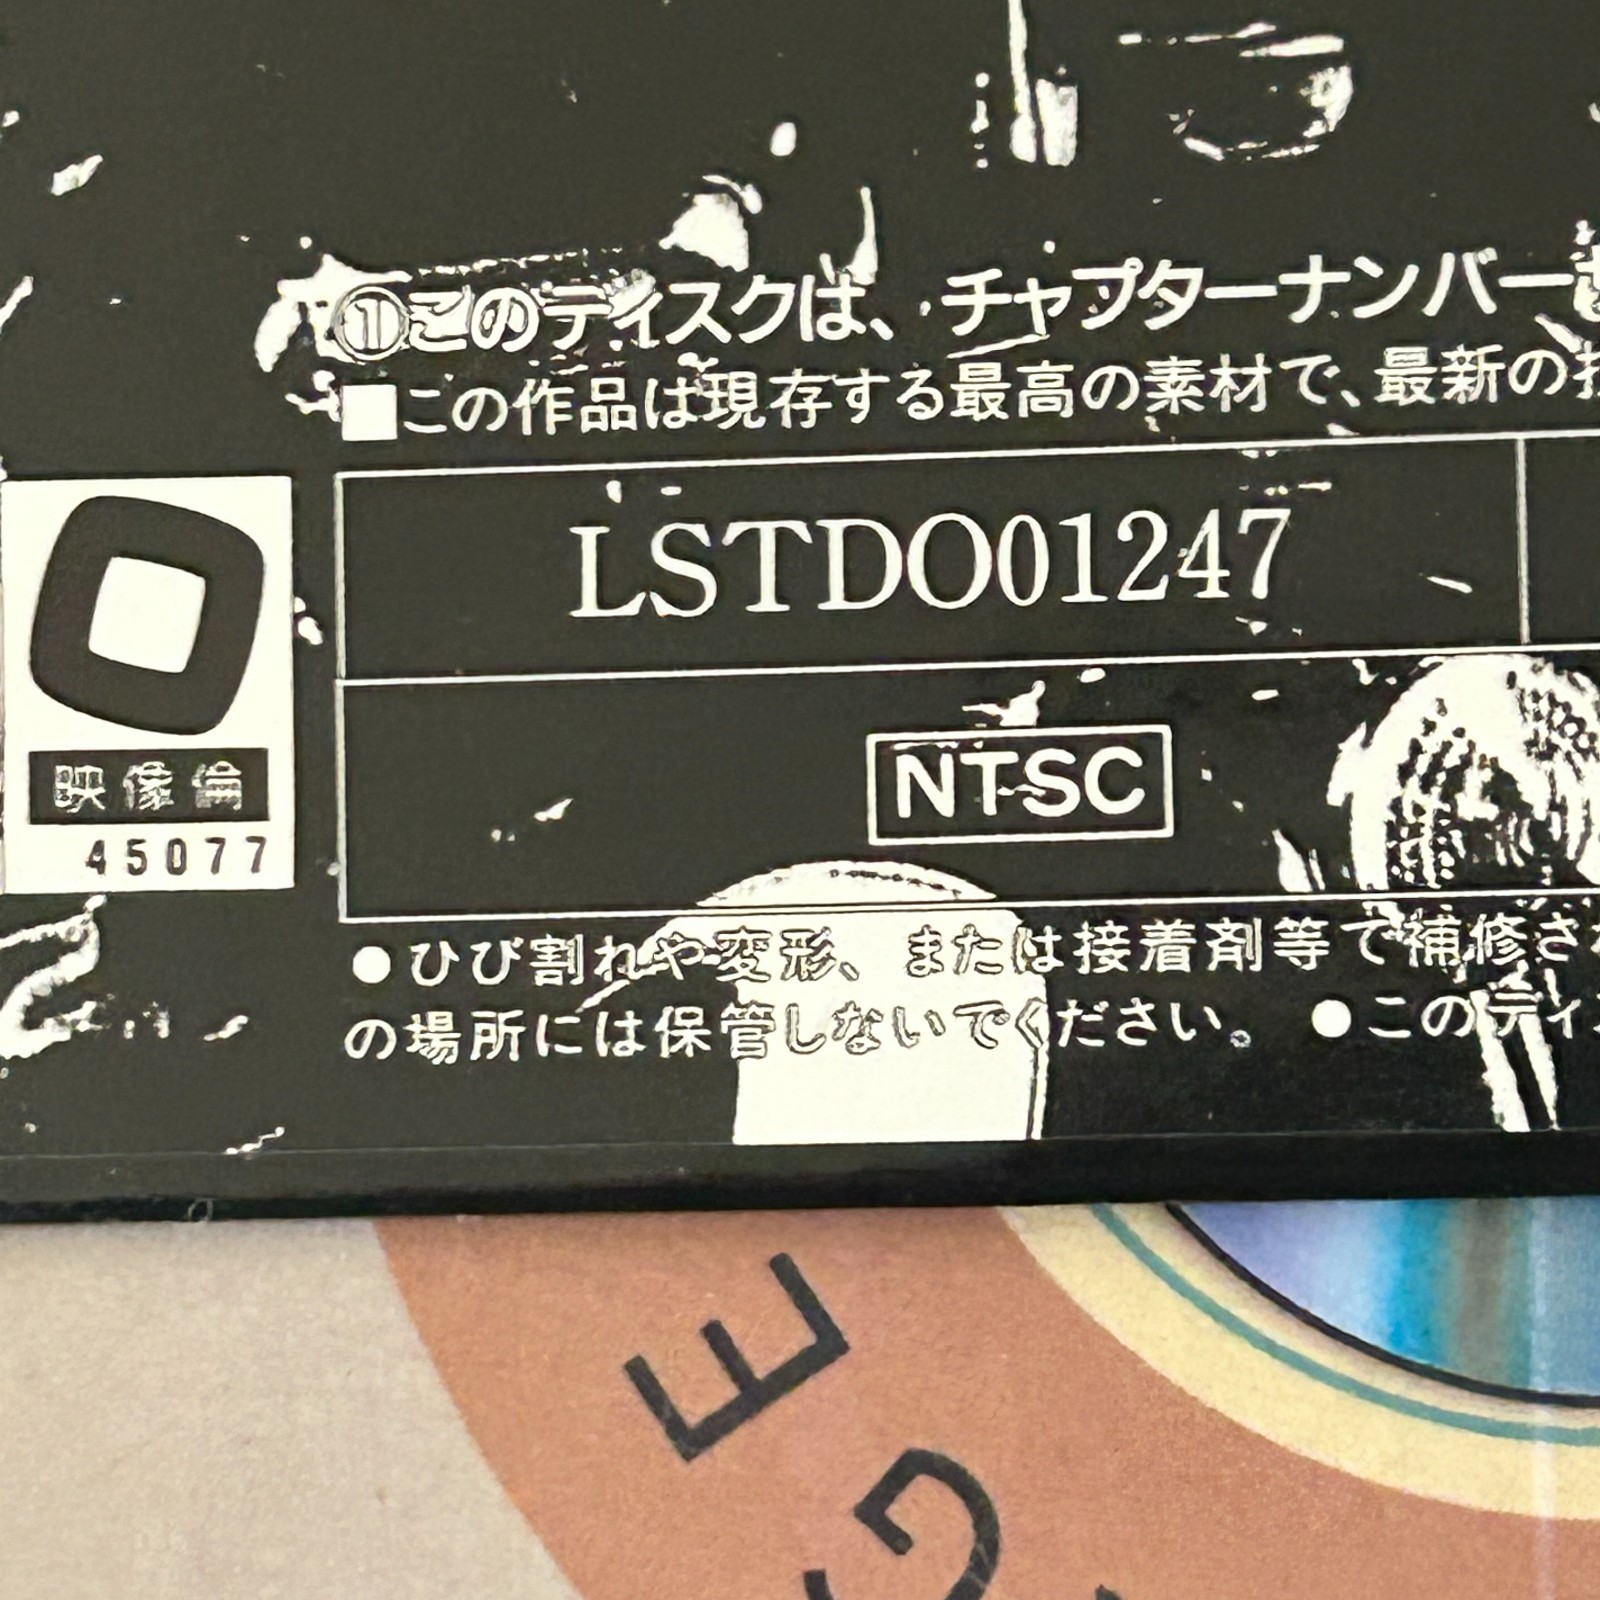 ①このディスクは、チャプターナンバー
■この作品は現存する最高の素材で、最新の
LSTDO01247
映像倫
45077
NTSC
●ひび割れや変形、または接着剤等で補修さ
の場所には保管しないでください。 ●このディ
E
G